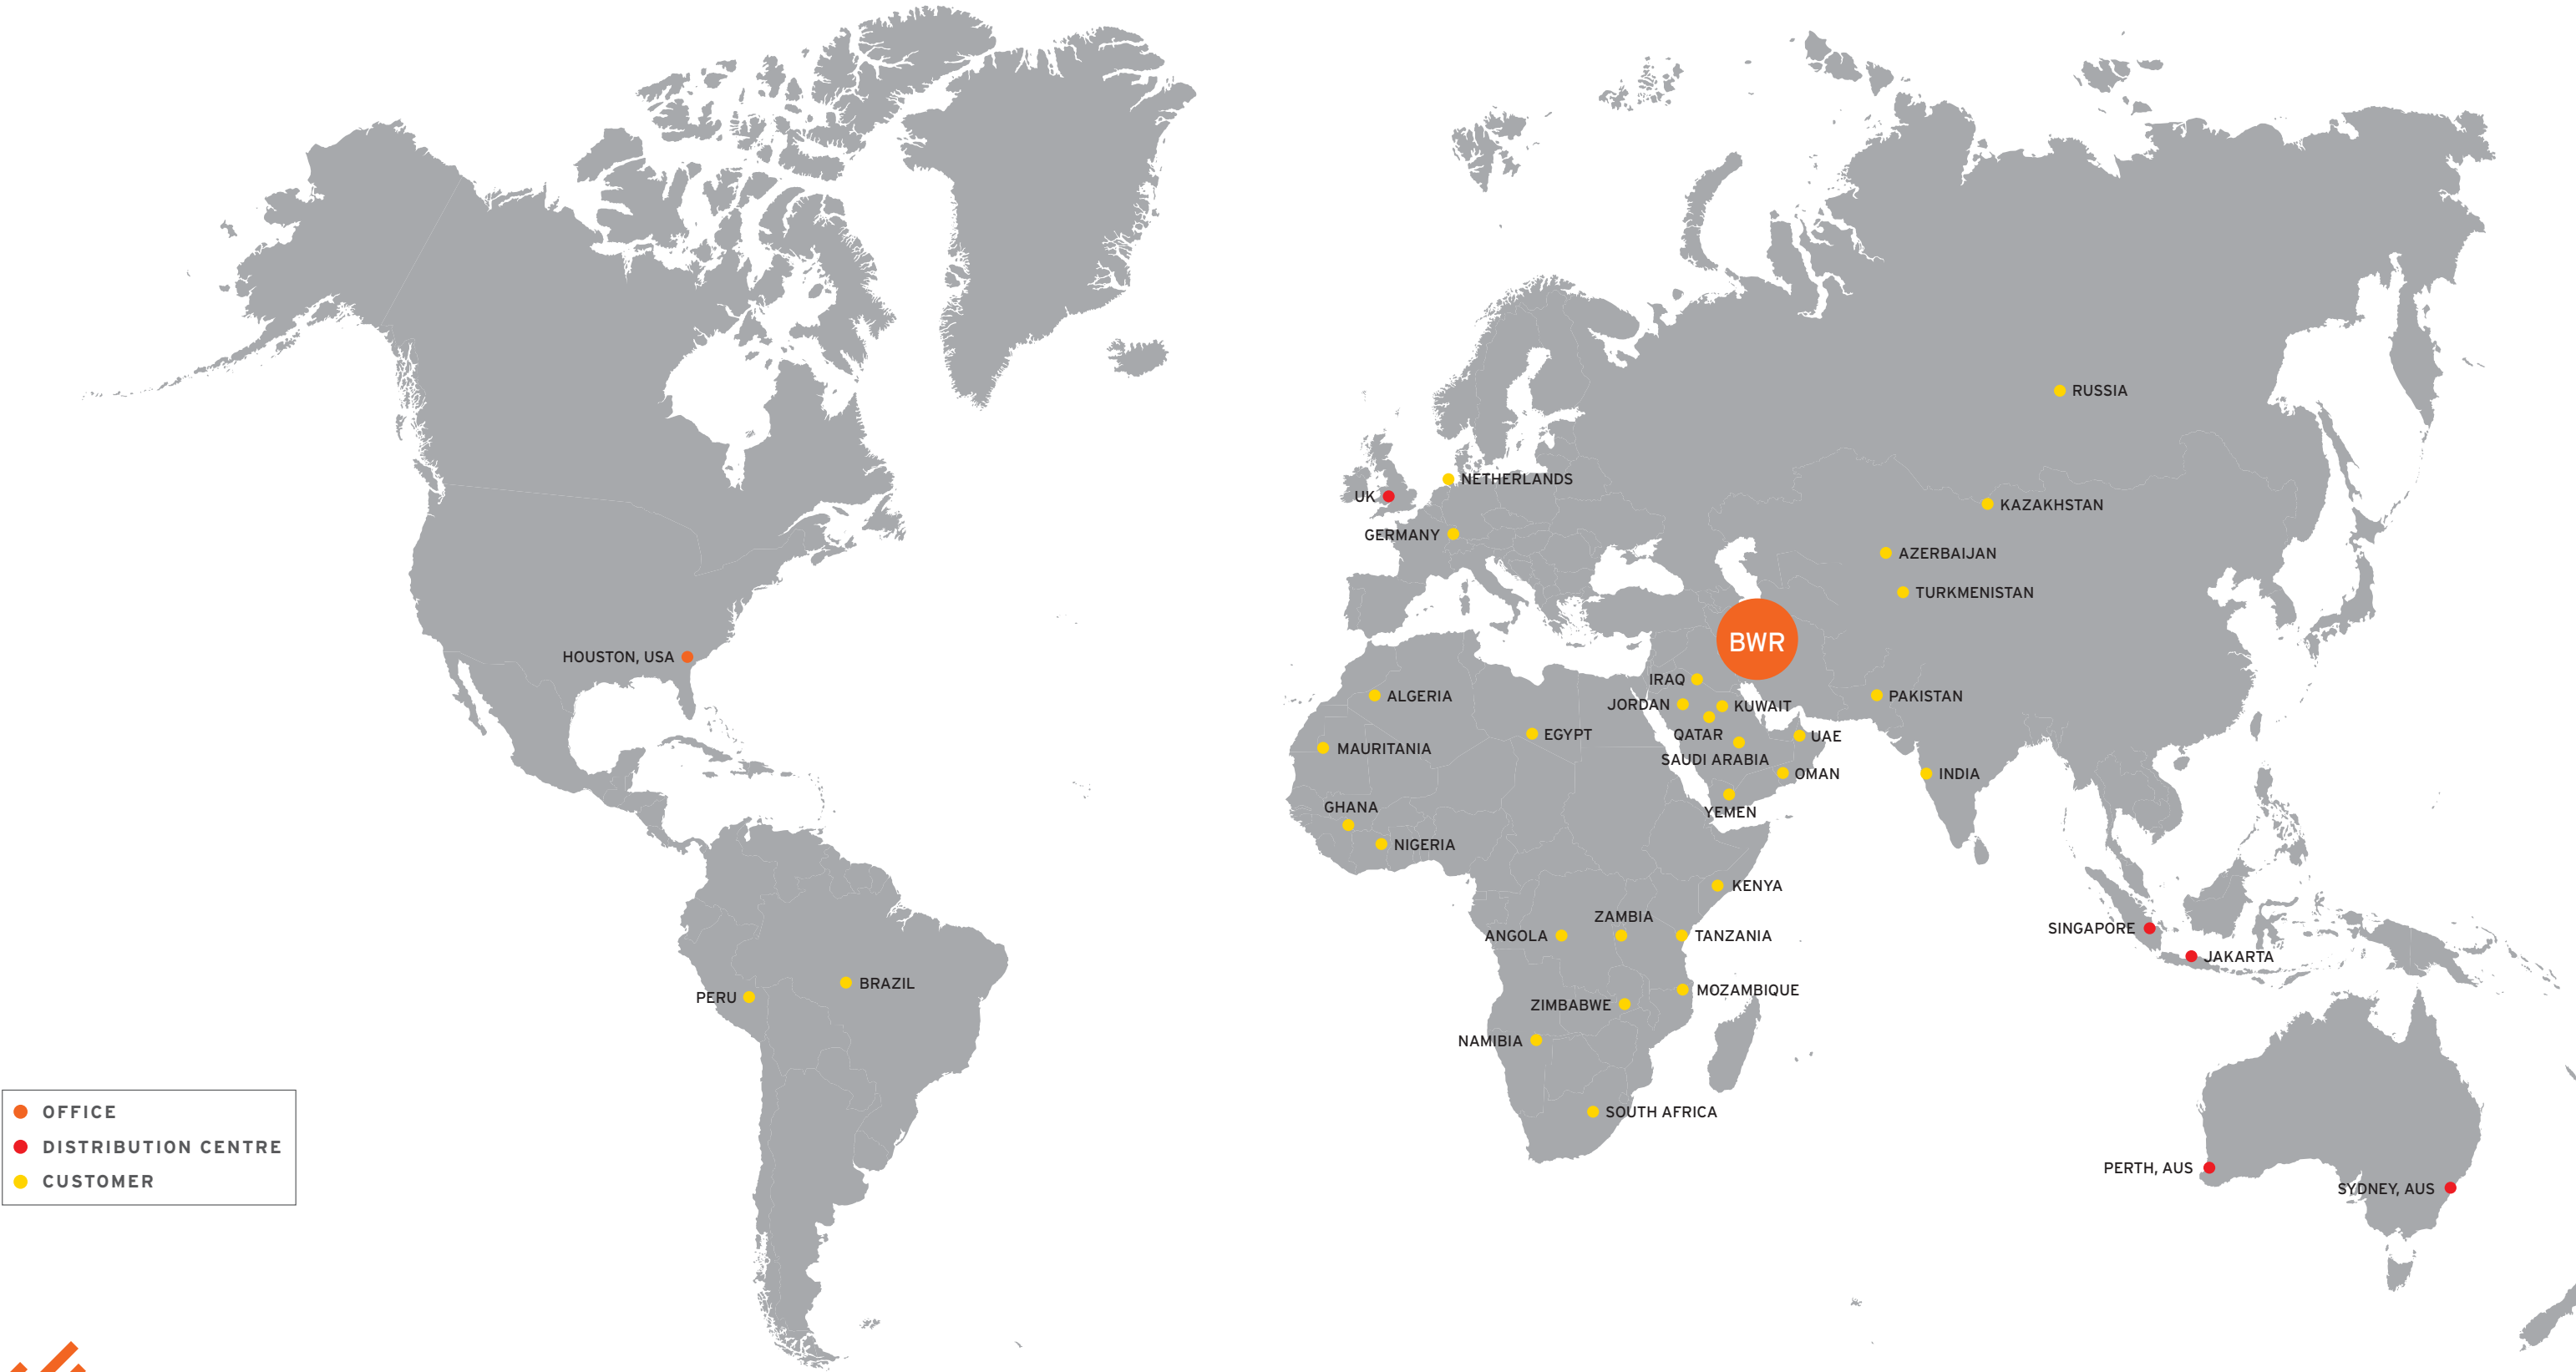 RUSSIA
NETHERLANDS
UK
KAZAKHSTAN
GERMANY
AZERBAIJAN
TURKMENISTAN
BWR
HOUSTON, USA
IRAQ
ALGERIA
PAKISTAN
JORDAN
KUWAIT
EGYPT
QATAR
UAE
MAURITANIA
SAUDI ARABIA
OMAN
INDIA
GHANA
YEMEN
NIGERIA
KENYA
ZAMBIA
SINGAPORE
ANGOLA
TANZANIA
JAKARTA
BRAZIL
PERU
MOZAMBIQUE
ZIMBABWE
NAMIBIA
SOUTH AFRICA
PERTH, AUS
SYDNEY, AUS
OFFICE
DISTRIBUTION CENTRE
CUSTOMER